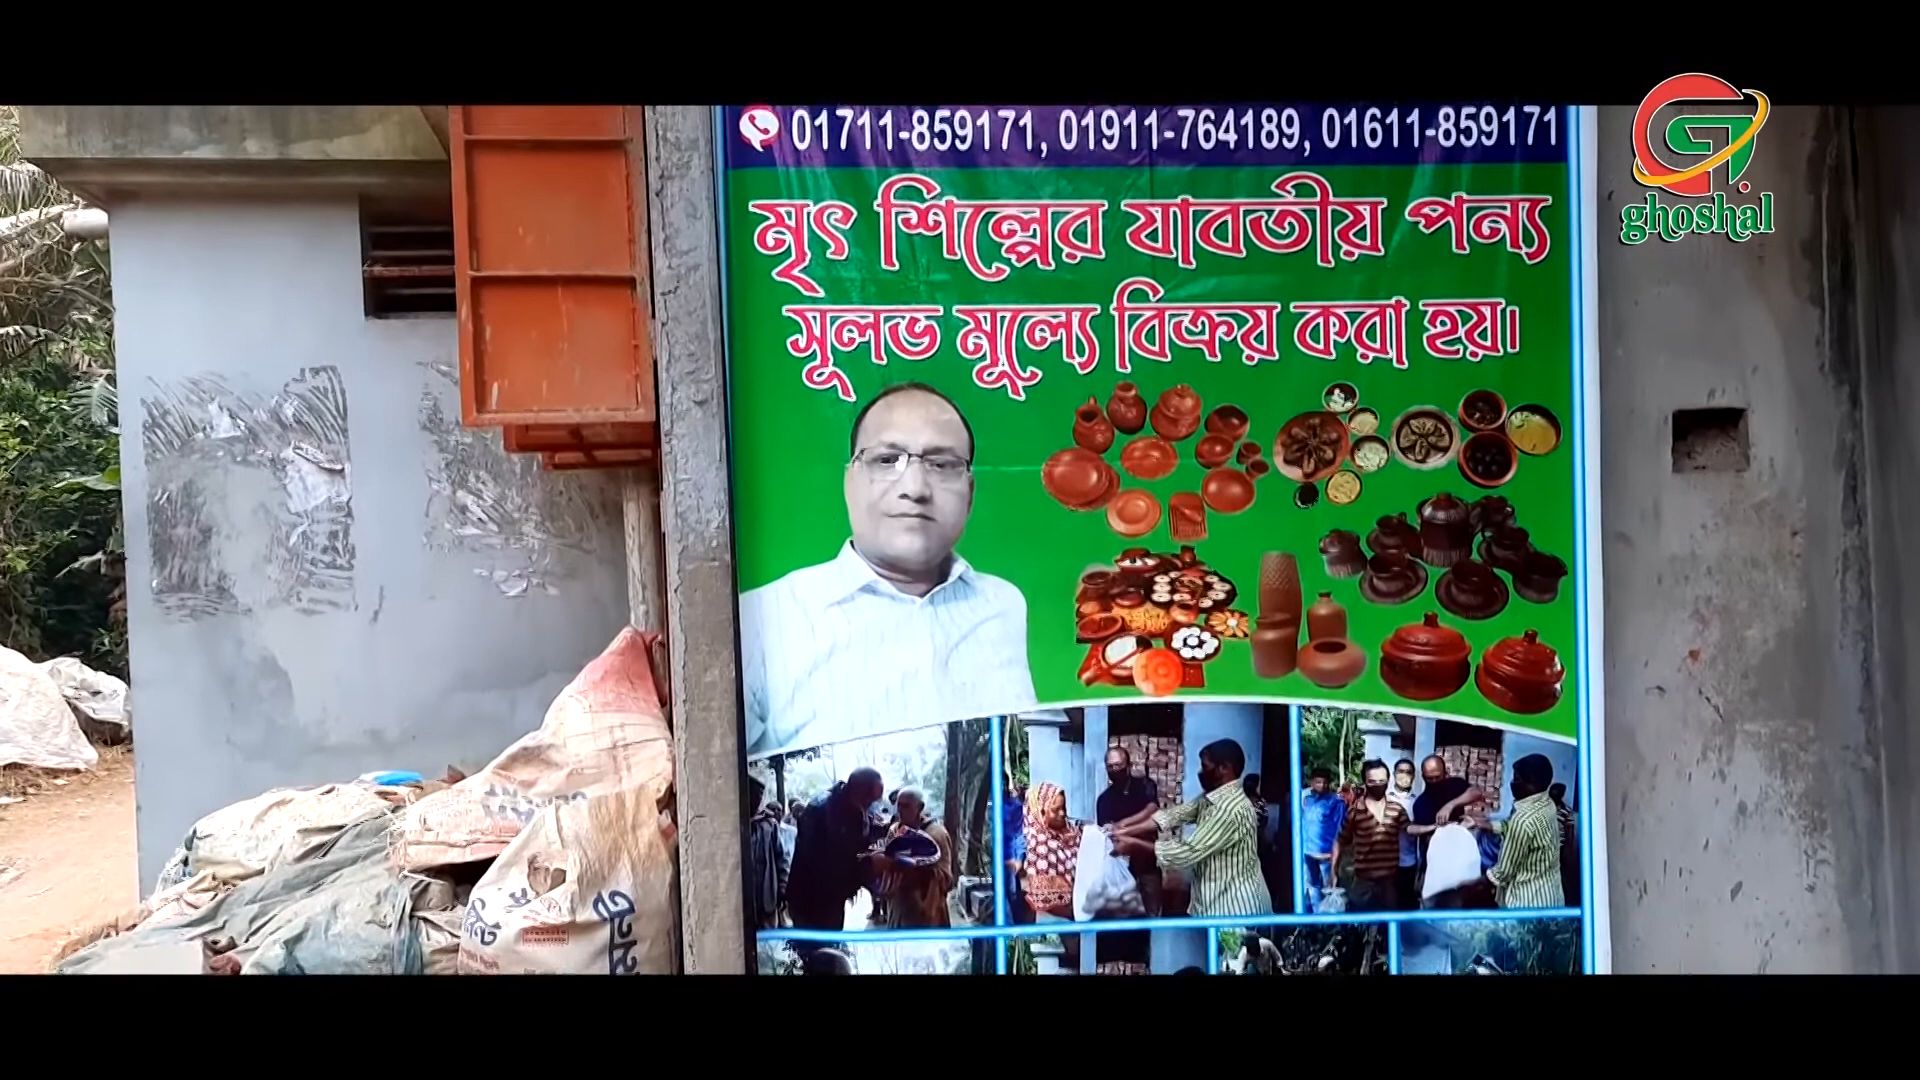 01711-859171, 01911-764189, 01611-859171
মৃৎ শিল্পের যাবতীয় পন্য
সূলভ মূল্যে বিক্রয় করা হয়।
ghoshal